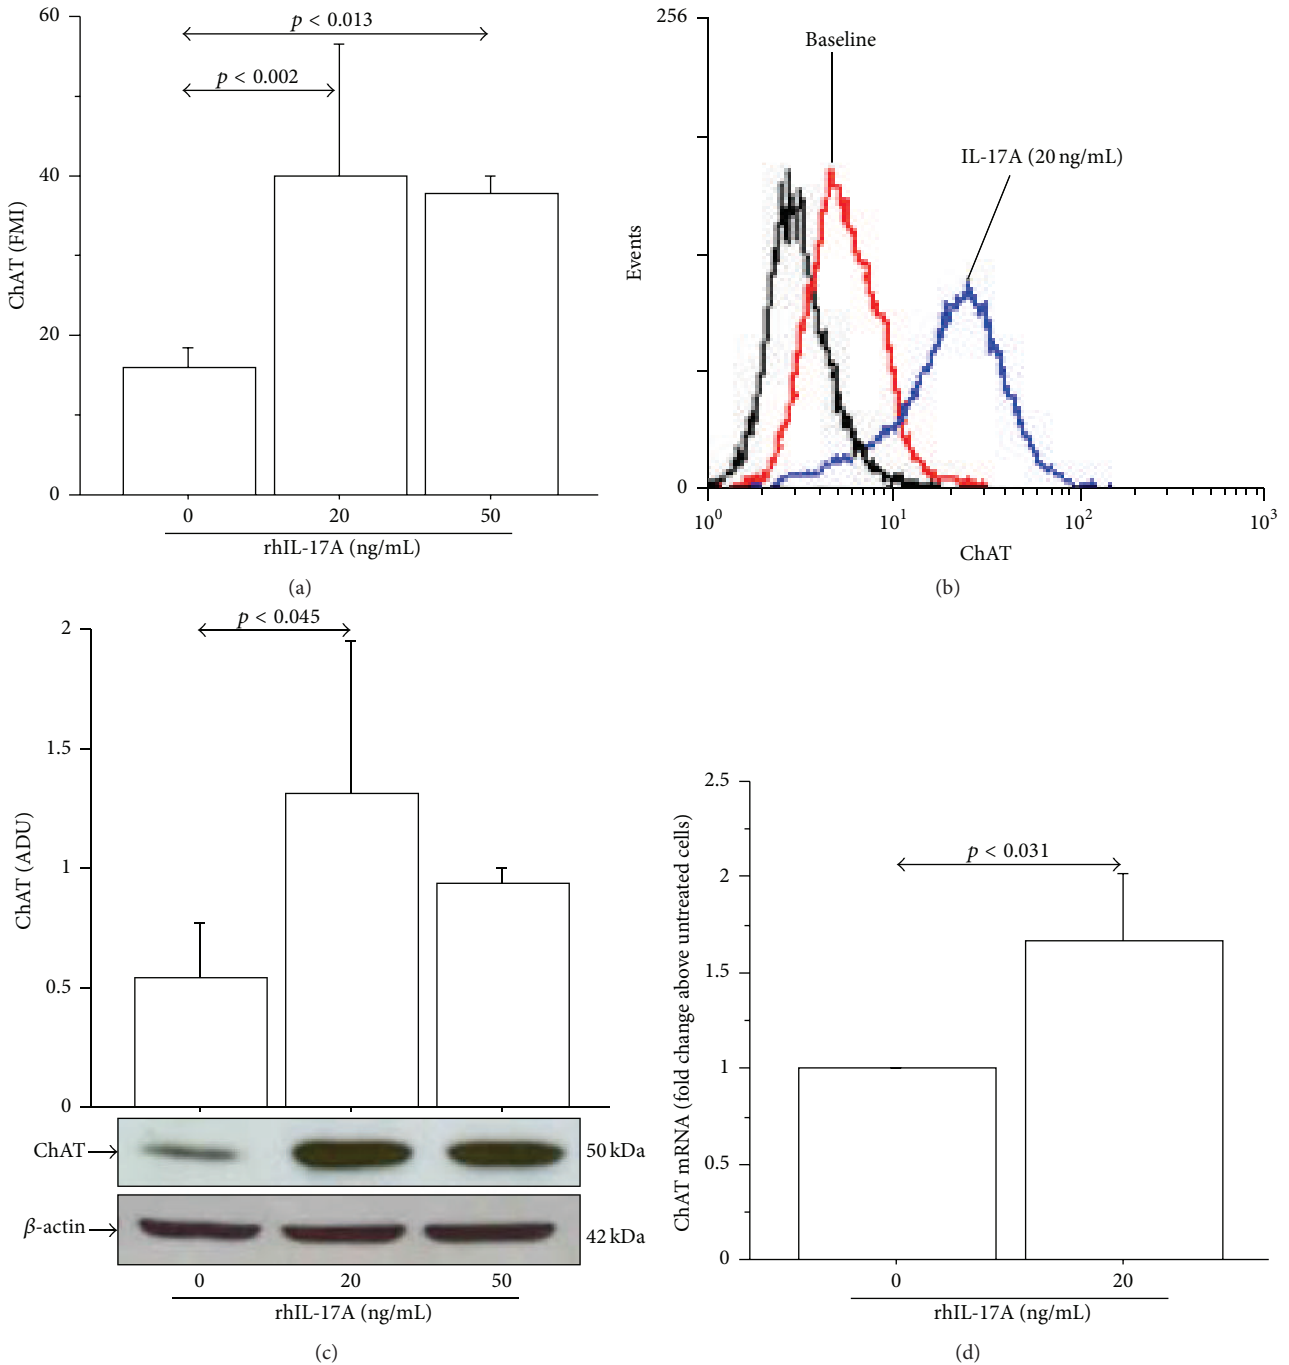 60
40
20
0
ChAT (FMI)
p < 0.013
p < 0.002
0 20 50
rhIL-17A (ng/mL)
(a)
256
0
Events
Baseline
IL-17A (20 ng/mL)
10⁰ 10¹ 10² 10³
ChAT
(b)
2
1.5
1
0.5
0
ChAT (ADU)
p < 0.045
ChAT
50 kDa
β-actin
42 kDa
0 20 50
rhIL-17A (ng/mL)
(c)
2.5
2
1.5
1
0.5
0
ChAT mRNA (fold change above untreated cells)
p < 0.031
0 20
rhIL-17A (ng/mL)
(d)